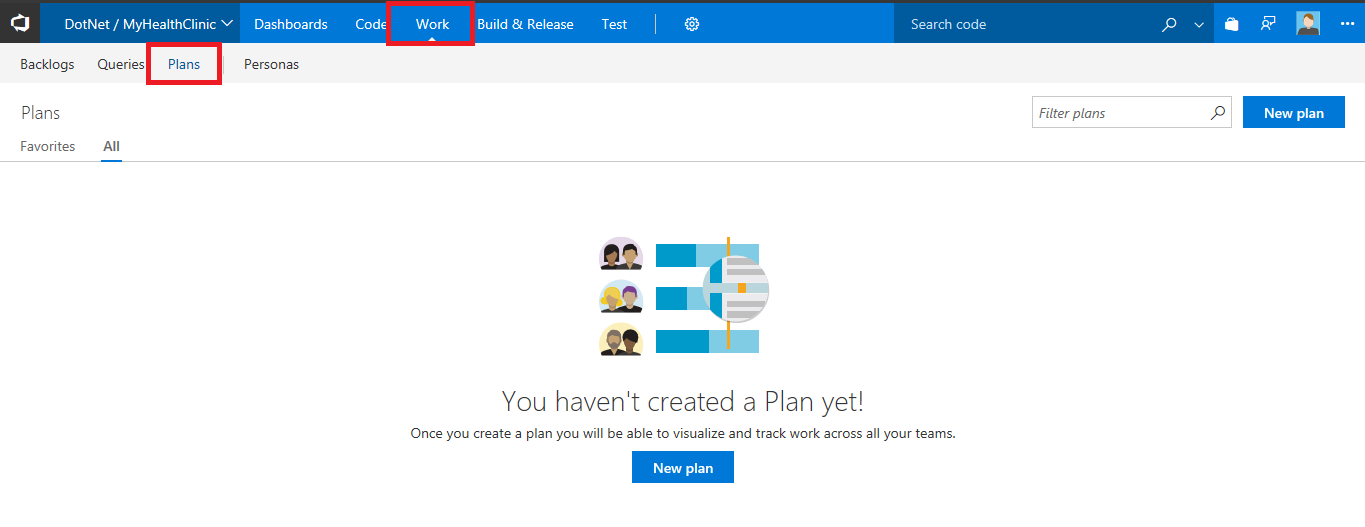 DotNet / MyHealthClinic Dashboards Code Work Build & Release Test Search code
Backlogs Queries Plans Personas
Plans Filter plans New plan
Favorites All
You haven't created a Plan yet!
Once you create a plan you will be able to visualize and track work across all your teams.
New plan